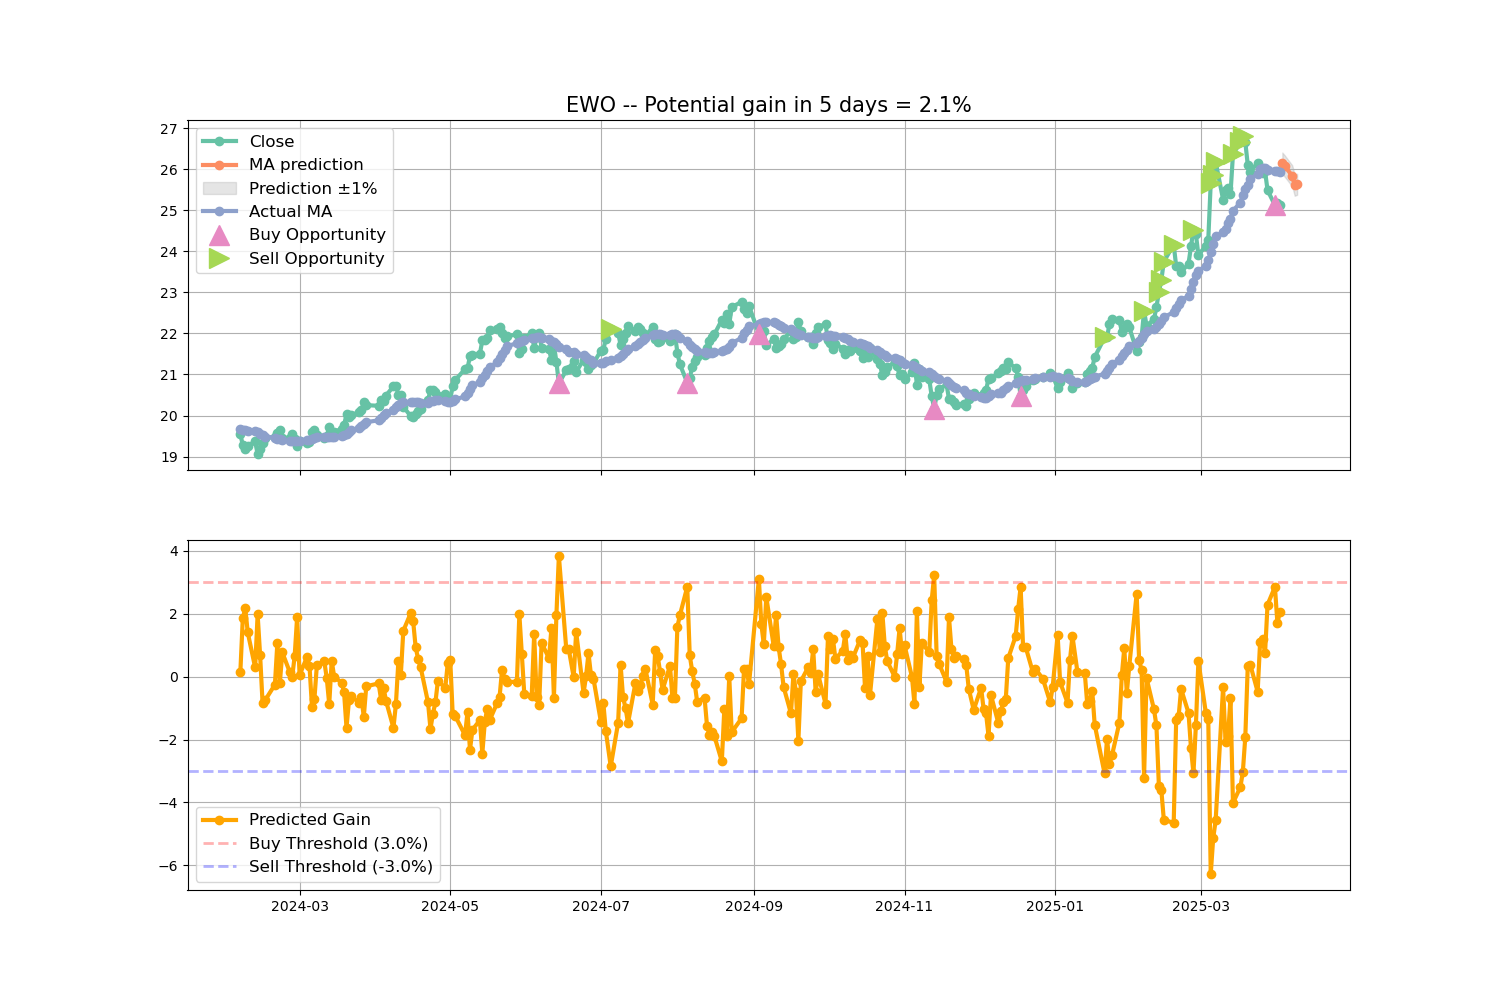 EWO -- Potential gain in 5 days = 2.1%
27
26
25
24
23
22
21
20
19
Close
MA prediction
Prediction ±1%
Actual MA
Buy Opportunity
Sell Opportunity
4
2
0
−2
−4
−6
Predicted Gain
Buy Threshold (3.0%)
Sell Threshold (-3.0%)
2024-03
2024-05
2024-07
2024-09
2024-11
2025-01
2025-03